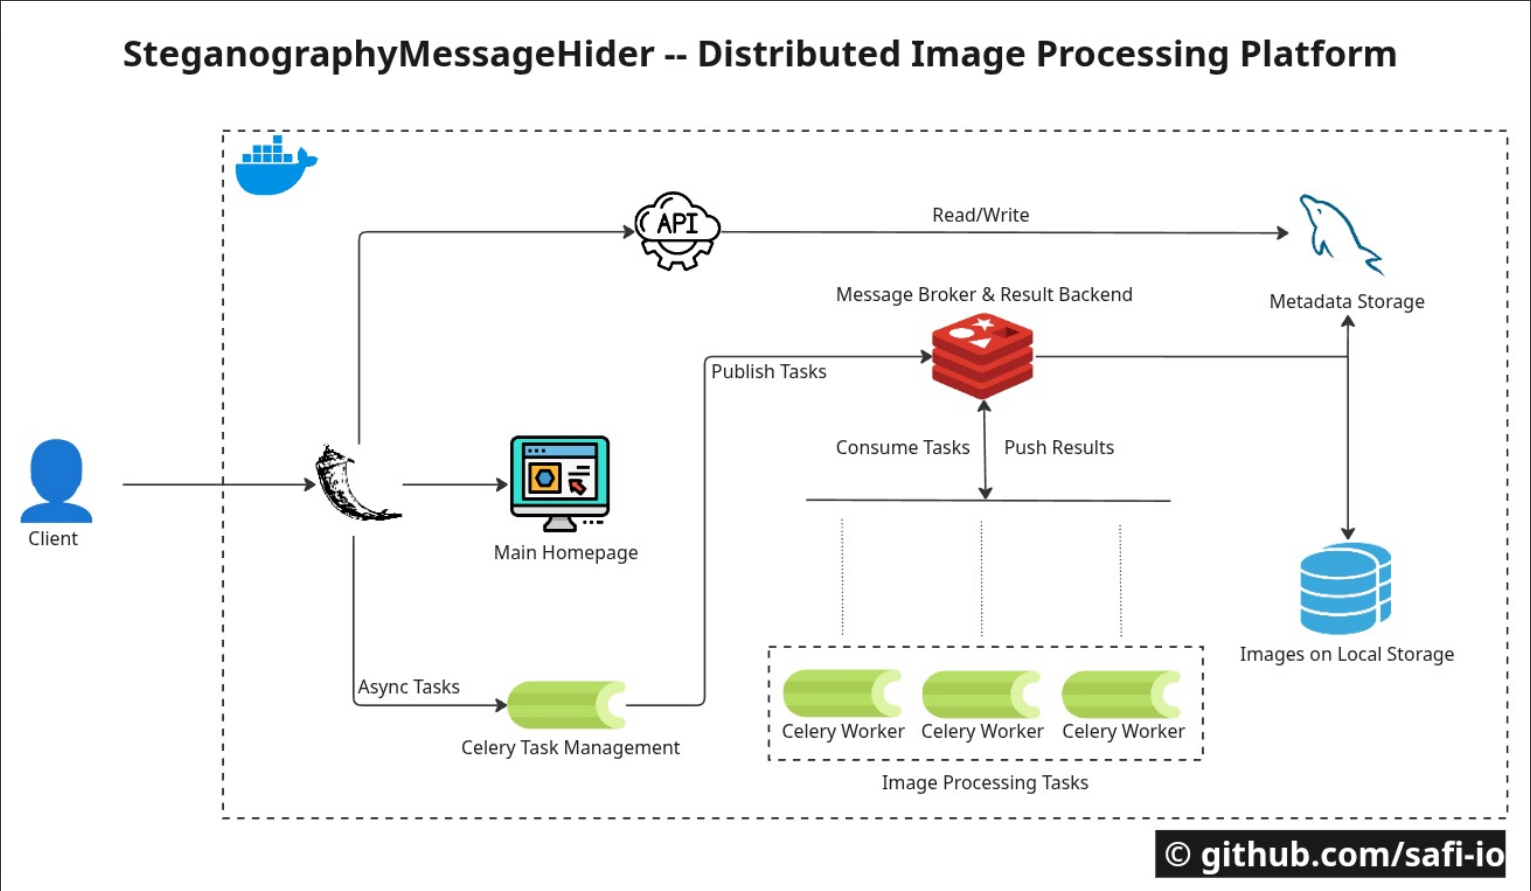 SteganographyMessageHider -- Distributed Image Processing Platform
API
Read/Write
Metadata Storage
Message Broker & Result Backend
Publish Tasks
Consume Tasks
Push Results
Client
Main Homepage
Async Tasks
Celery Task Management
Celery Worker
Celery Worker
Celery Worker
Image Processing Tasks
Images on Local Storage
© github.com/safi-io